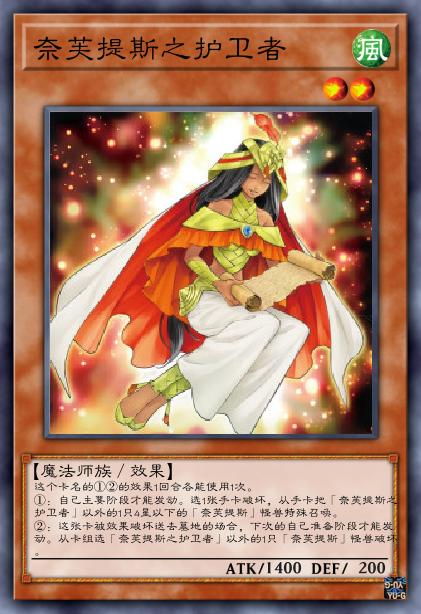 奈芙提斯之护卫者
風
【魔法师族／效果】
这个卡名的①②的效果1回合各能使用1次。
①：自己主要阶段才能发动。选1张手卡破坏，从手卡把「奈芙提斯之
护卫者」以外的1只4星以下的「奈芙提斯」怪兽特殊召唤。
②：这张卡被效果破坏送去墓地的场合，下次的自己准备阶段才能发
动。从卡组选「奈芙提斯之护卫者」以外的1只「奈芙提斯」怪兽破坏
。
ATK/1400 DEF/ 200